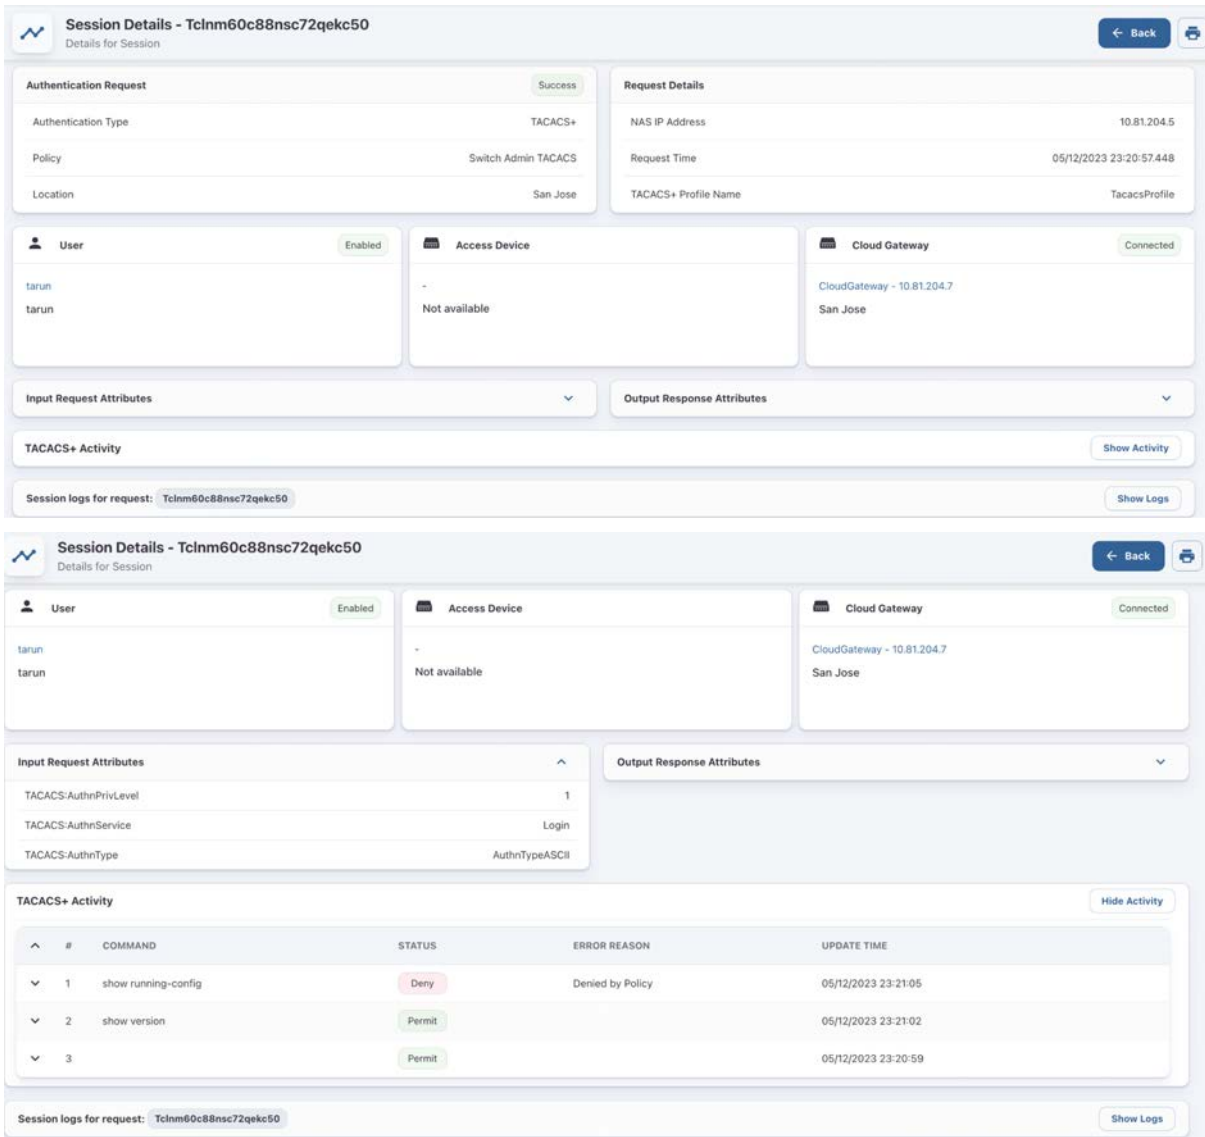 Session Details - Tclnm60c88nsc72qekc50
Details for Session
← Back
Authentication Request Success
Authentication Type TACACS+
Policy Switch Admin TACACS
Location San Jose
Request Details
NAS IP Address 10.81.204.5
Request Time 05/12/2023 23:20:57.448
TACACS+ Profile Name TacacsProfile
User Enabled
tarun
tarun
Access Device
-
Not available
Cloud Gateway Connected
CloudGateway - 10.81.204.7
San Jose
Input Request Attributes
Output Response Attributes
TACACS+ Activity Show Activity
Session logs for request: Tclnm60c88nsc72qekc50 Show Logs
Session Details - Tclnm60c88nsc72qekc50
Details for Session
← Back
User Enabled
tarun
tarun
Access Device
-
Not available
Cloud Gateway Connected
CloudGateway - 10.81.204.7
San Jose
Input Request Attributes
TACACS:AuthnPrivLevel 1
TACACS:AuthnService Login
TACACS:AuthnType AuthnTypeASCII
Output Response Attributes
TACACS+ Activity Hide Activity
# COMMAND STATUS ERROR REASON UPDATE TIME
1 show running-config Deny Denied by Policy 05/12/2023 23:21:05
2 show version Permit 05/12/2023 23:21:02
3 Permit 05/12/2023 23:20:59
Session logs for request: Tclnm60c88nsc72qekc50 Show Logs